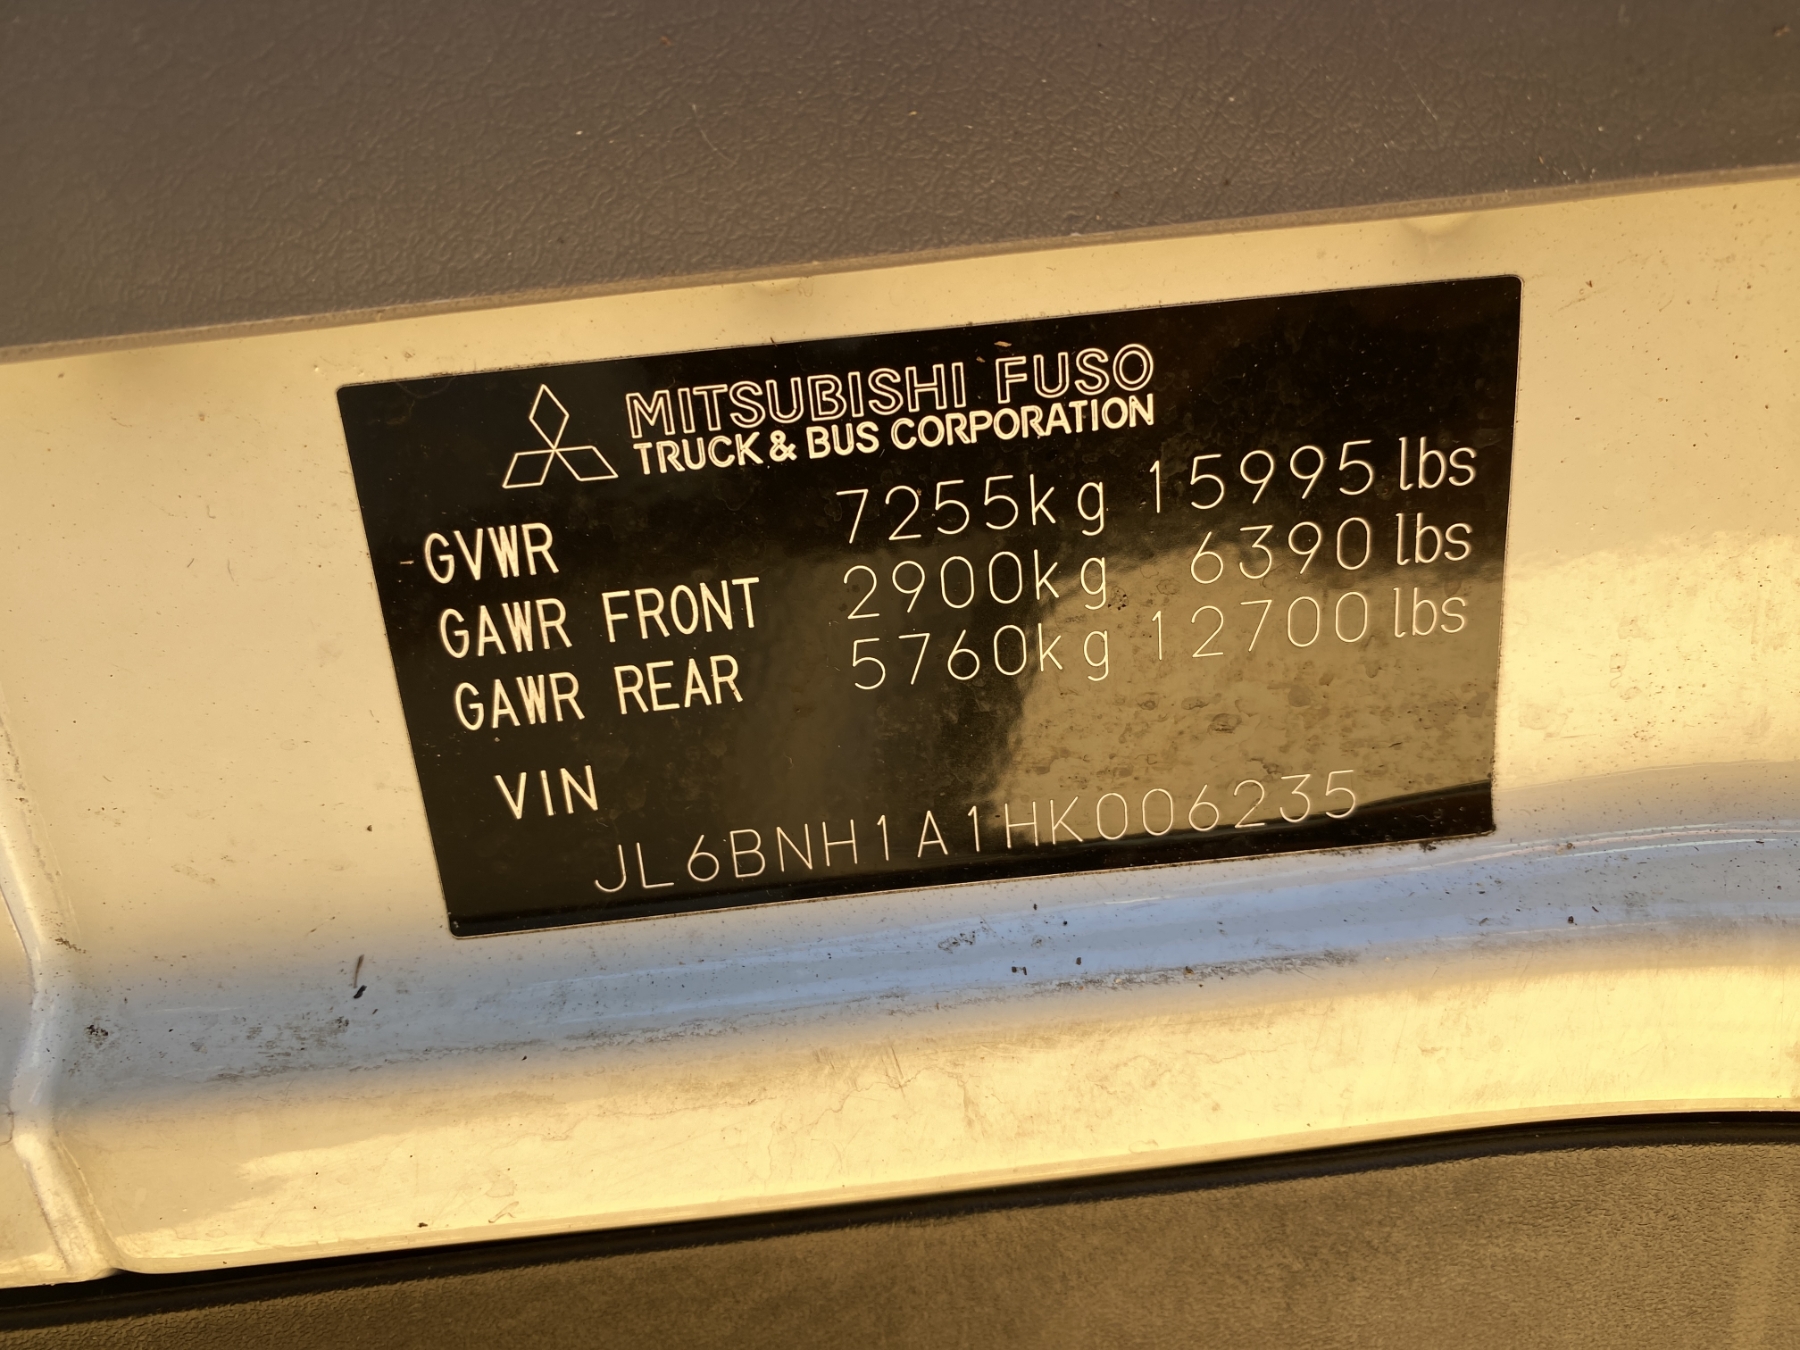 MITSUBISHI FUSO
TRUCK & BUS CORPORATION
GVWR 7255kg 15995 lbs
GAWR FRONT 2900kg 6390 lbs
GAWR REAR 5760kg 12700 lbs
VIN
JL6BNH1A1HK006235